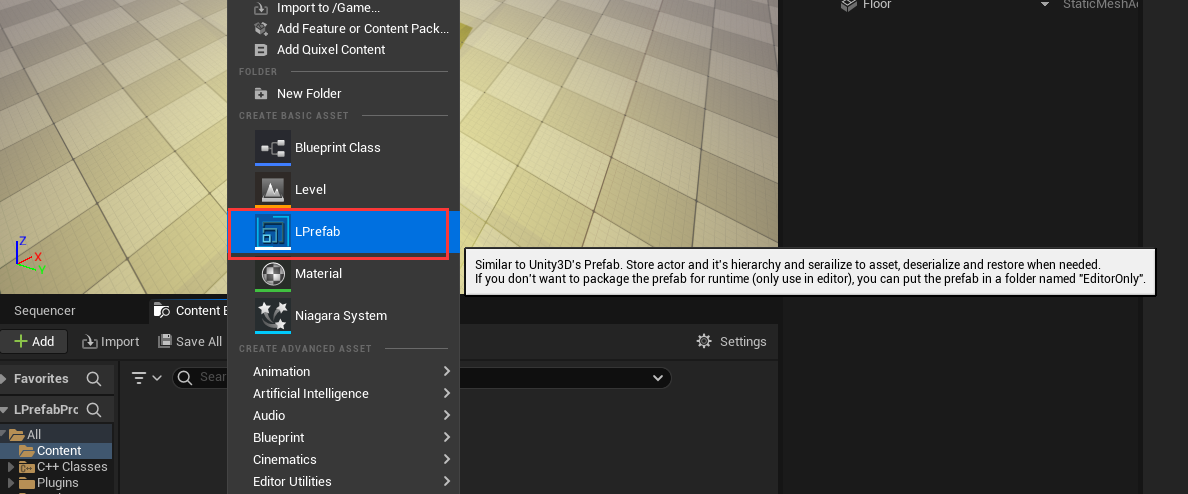 Import to /Game...
Add Feature or Content Pack...
Add Quixel Content
FOLDER
New Folder
CREATE BASIC ASSET
Blueprint Class
Level
LPrefab
Material
Niagara System
CREATE ADVANCED ASSET
Animation
Artificial Intelligence
Audio
Blueprint
Cinematics
Editor Utilities
Similar to Unity3D's Prefab. Store actor and it's hierarchy and serailize to asset, deserialize and restore when needed.
If you don't want to package the prefab for runtime (only use in editor), you can put the prefab in a folder named "EditorOnly".
Floor
StaticMeshAc
Z
X
Y
Sequencer
Content B
Add
Import
Save All
Settings
Favorites
Sear
LPrefabPrc
All
Content
C++ Classes
Plugins